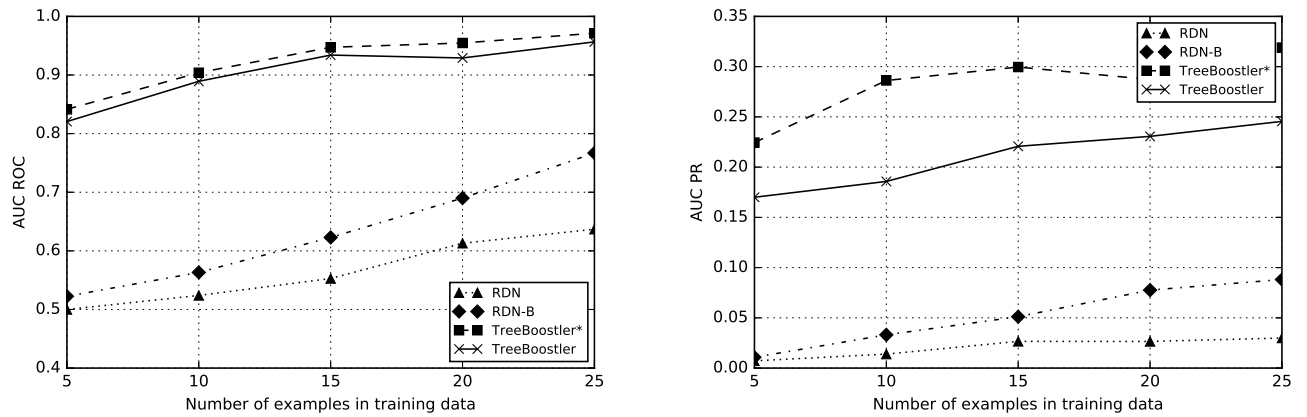 1.0
0.9
0.8
0.7
0.6
0.5
0.4
AUC ROC
RDN
RDN-B
TreeBoostler*
TreeBoostler
5 10 15 20 25
Number of examples in training data
0.35
0.30
0.25
0.20
0.15
0.10
0.05
0.00
AUC PR
RDN
RDN-B
TreeBoostler*
TreeBoostler
5 10 15 20 25
Number of examples in training data